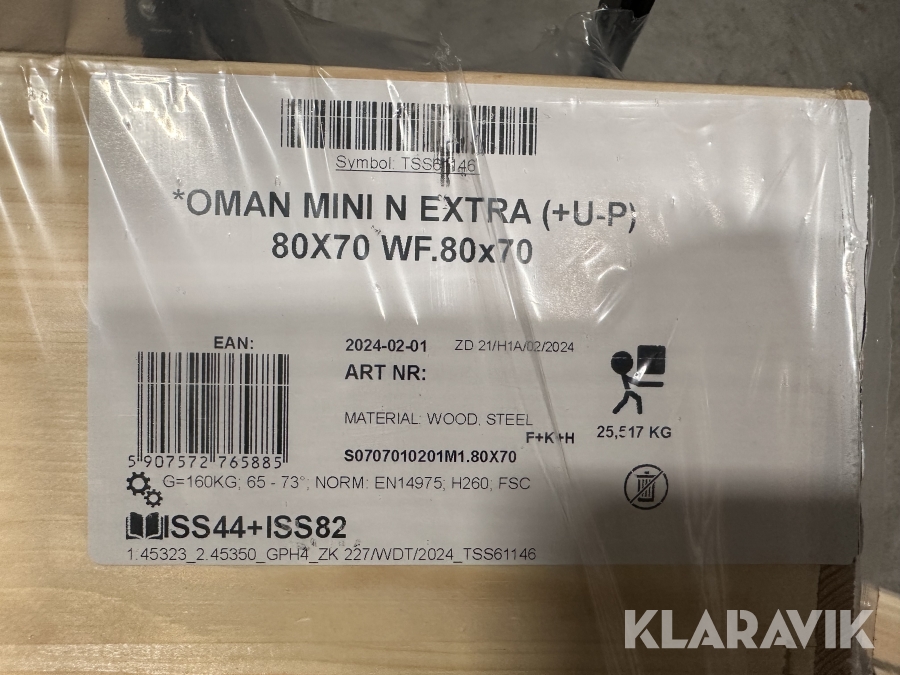 Symbol: TSS61146
*OMAN MINI N EXTRA (+U-P)
80X70 WF.80x70
EAN:
2024-02-01 ZD 21/H1A/02/2024
ART NR:
MATERIAL: WOOD, STEEL
F+K+H
25,517 KG
S0707010201M1.80X70
5 907572 765885
G=160KG; 65 - 73°; NORM: EN14975; H260; FSC
ISS44+ISS82
1.45323_2.45350_GPH4_ZK 227/WDT/2024_TSS61146
KLARAVIK